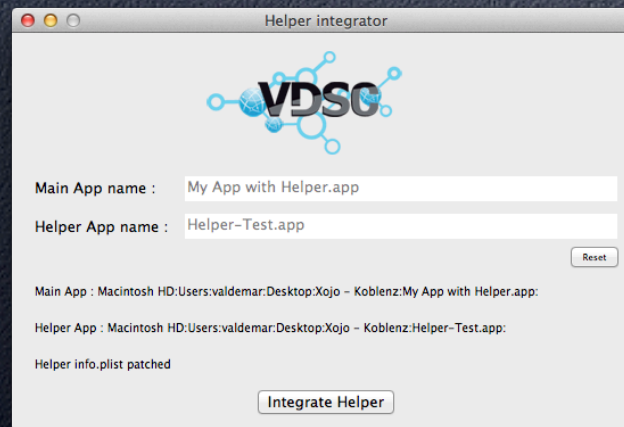 Helper integrator
VDSC
Main App name :
My App with Helper.app
Helper App name :
Helper-Test.app
Reset
Main App : Macintosh HD:Users:valdemar:Desktop:Xojo - Koblenz:My App with Helper.app:
Helper App : Macintosh HD:Users:valdemar:Desktop:Xojo - Koblenz:Helper-Test.app:
Helper info.plist patched
Integrate Helper